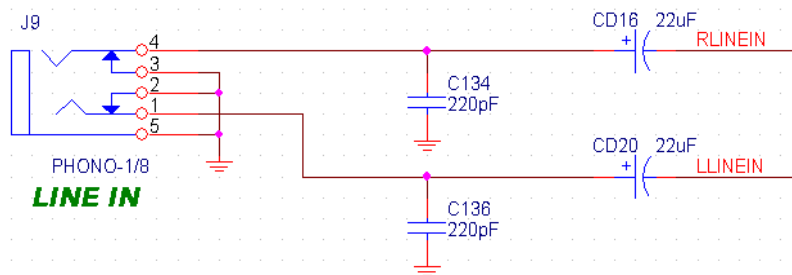 J9
CD16 22uF
+
RLINEIN
4
3
2
1
5
C134
220pF
CD20 22uF
+
LLINEIN
PHONO-1/8
LINE IN
C136
220pF